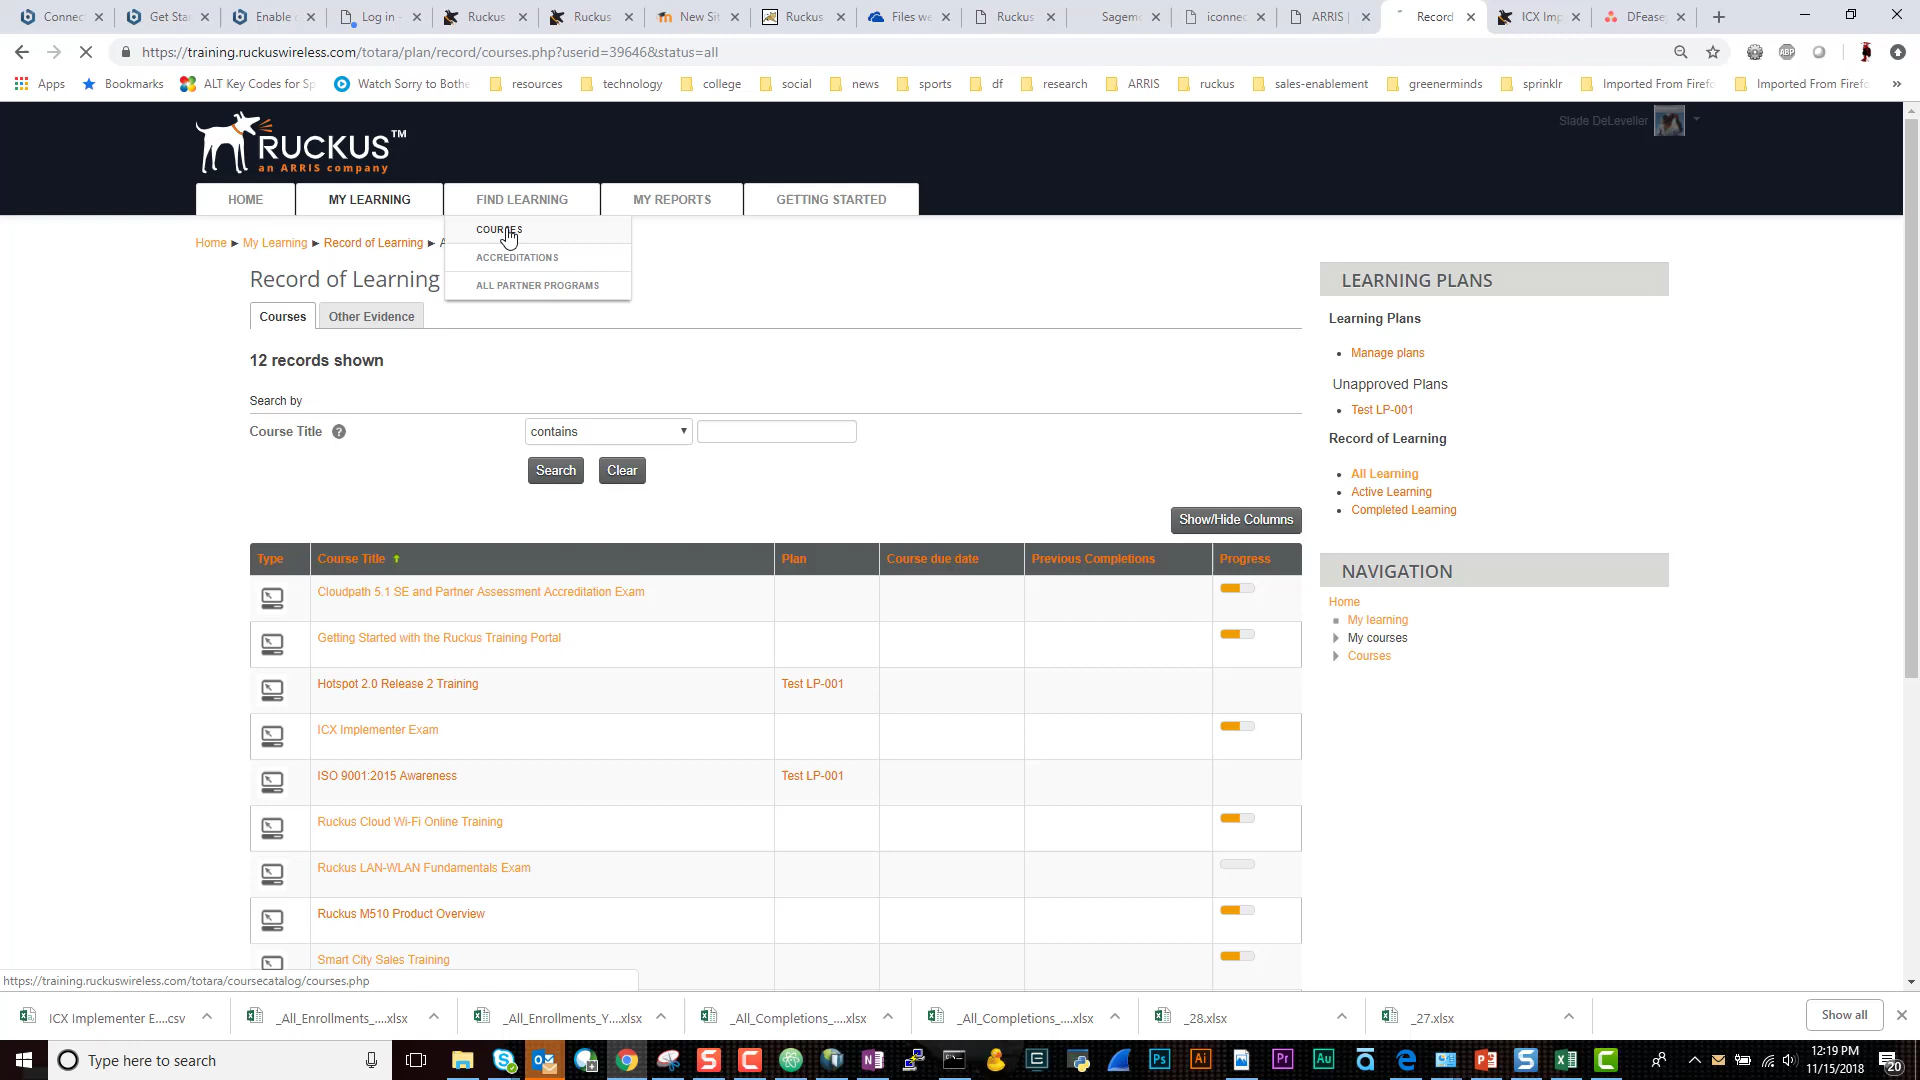 Connec
Get Sta
Enable
Log in -
Ruckus
Ruckus
New Sit
Ruckus
Files we
Ruckus
Sagem
iconnec
ARRIS |
Record
ICX Imp
DFease
https://training.ruckuswireless.com/totara/plan/record/courses.php?userid=39646&status=all
Apps Bookmarks ALT Key Codes for Sp Watch Sorry to Bothe resources technology college social news sports df research ARRIS ruckus sales-enablement greenerminds sprinklr Imported From Firefo Imported From Firefo »
RUCKUS™
an ARRIS company
Slade DeLeveller
HOME MY LEARNING FIND LEARNING MY REPORTS GETTING STARTED
COURSES
ACCREDITATIONS
ALL PARTNER PROGRAMS
Home ► My Learning ► Record of Learning ►
Record of Learning
Courses Other Evidence
12 records shown
Search by
Course Title ? contains
Search Clear
Show/Hide Columns
Type Course Title Plan Course due date Previous Completions Progress
Cloudpath 5.1 SE and Partner Assessment Accreditation Exam
Getting Started with the Ruckus Training Portal
Hotspot 2.0 Release 2 Training Test LP-001
ICX Implementer Exam
ISO 9001:2015 Awareness Test LP-001
Ruckus Cloud Wi-Fi Online Training
Ruckus LAN-WLAN Fundamentals Exam
Ruckus M510 Product Overview
Smart City Sales Training
LEARNING PLANS
Learning Plans
Manage plans
Unapproved Plans
Test LP-001
Record of Learning
All Learning
Active Learning
Completed Learning
NAVIGATION
Home
My learning
My courses
Courses
https://training.ruckuswireless.com/totara/coursecatalog/courses.php
ICX Implementer E....csv
_All_Enrollments_....xlsx
_All_Enrollments_Y....xlsx
_All_Completions_....xlsx
_All_Completions_....xlsx
_28.xlsx
_27.xlsx
Show all
Type here to search
12:19 PM
11/15/2018
20